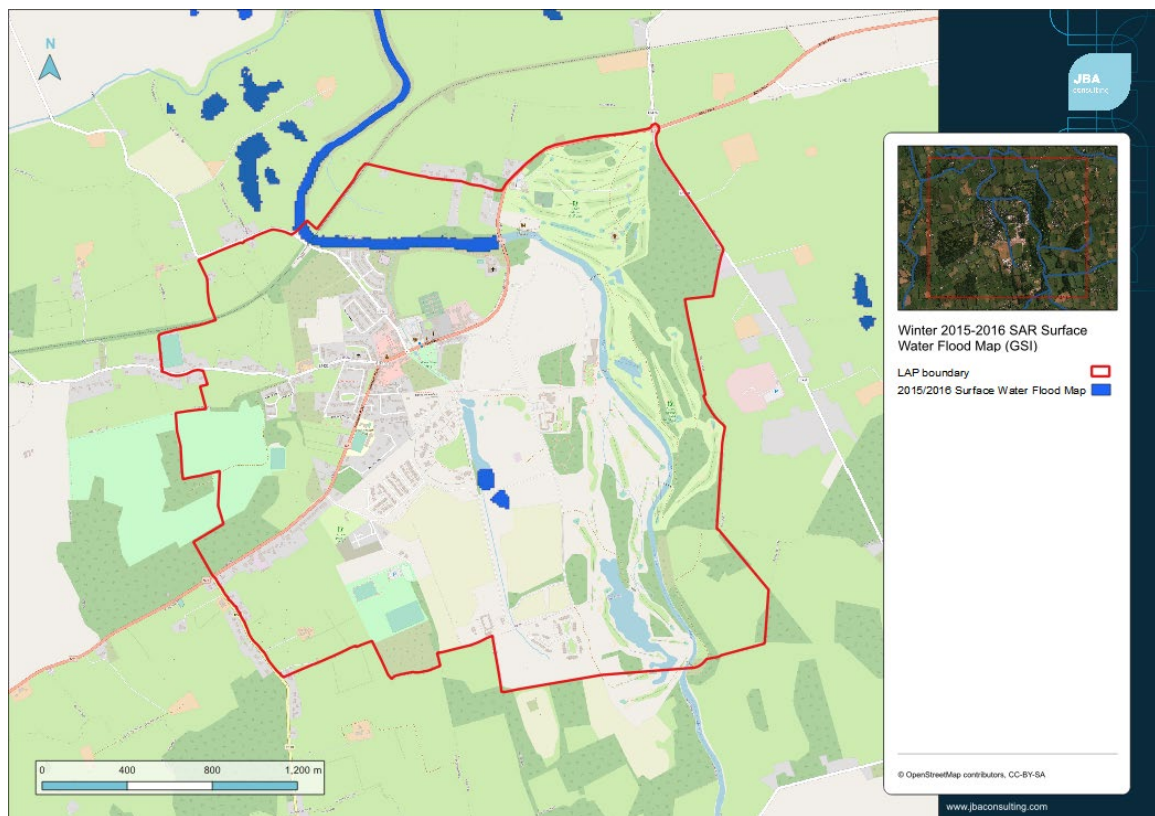 N
JBA
consulting
Winter 2015-2016 SAR Surface
Water Flood Map (GSI)
LAP boundary
2015/2016 Surface Water Flood Map
0 400 800 1,200 m
© OpenStreetMap contributors, CC-BY-SA
www.jbaconsulting.com